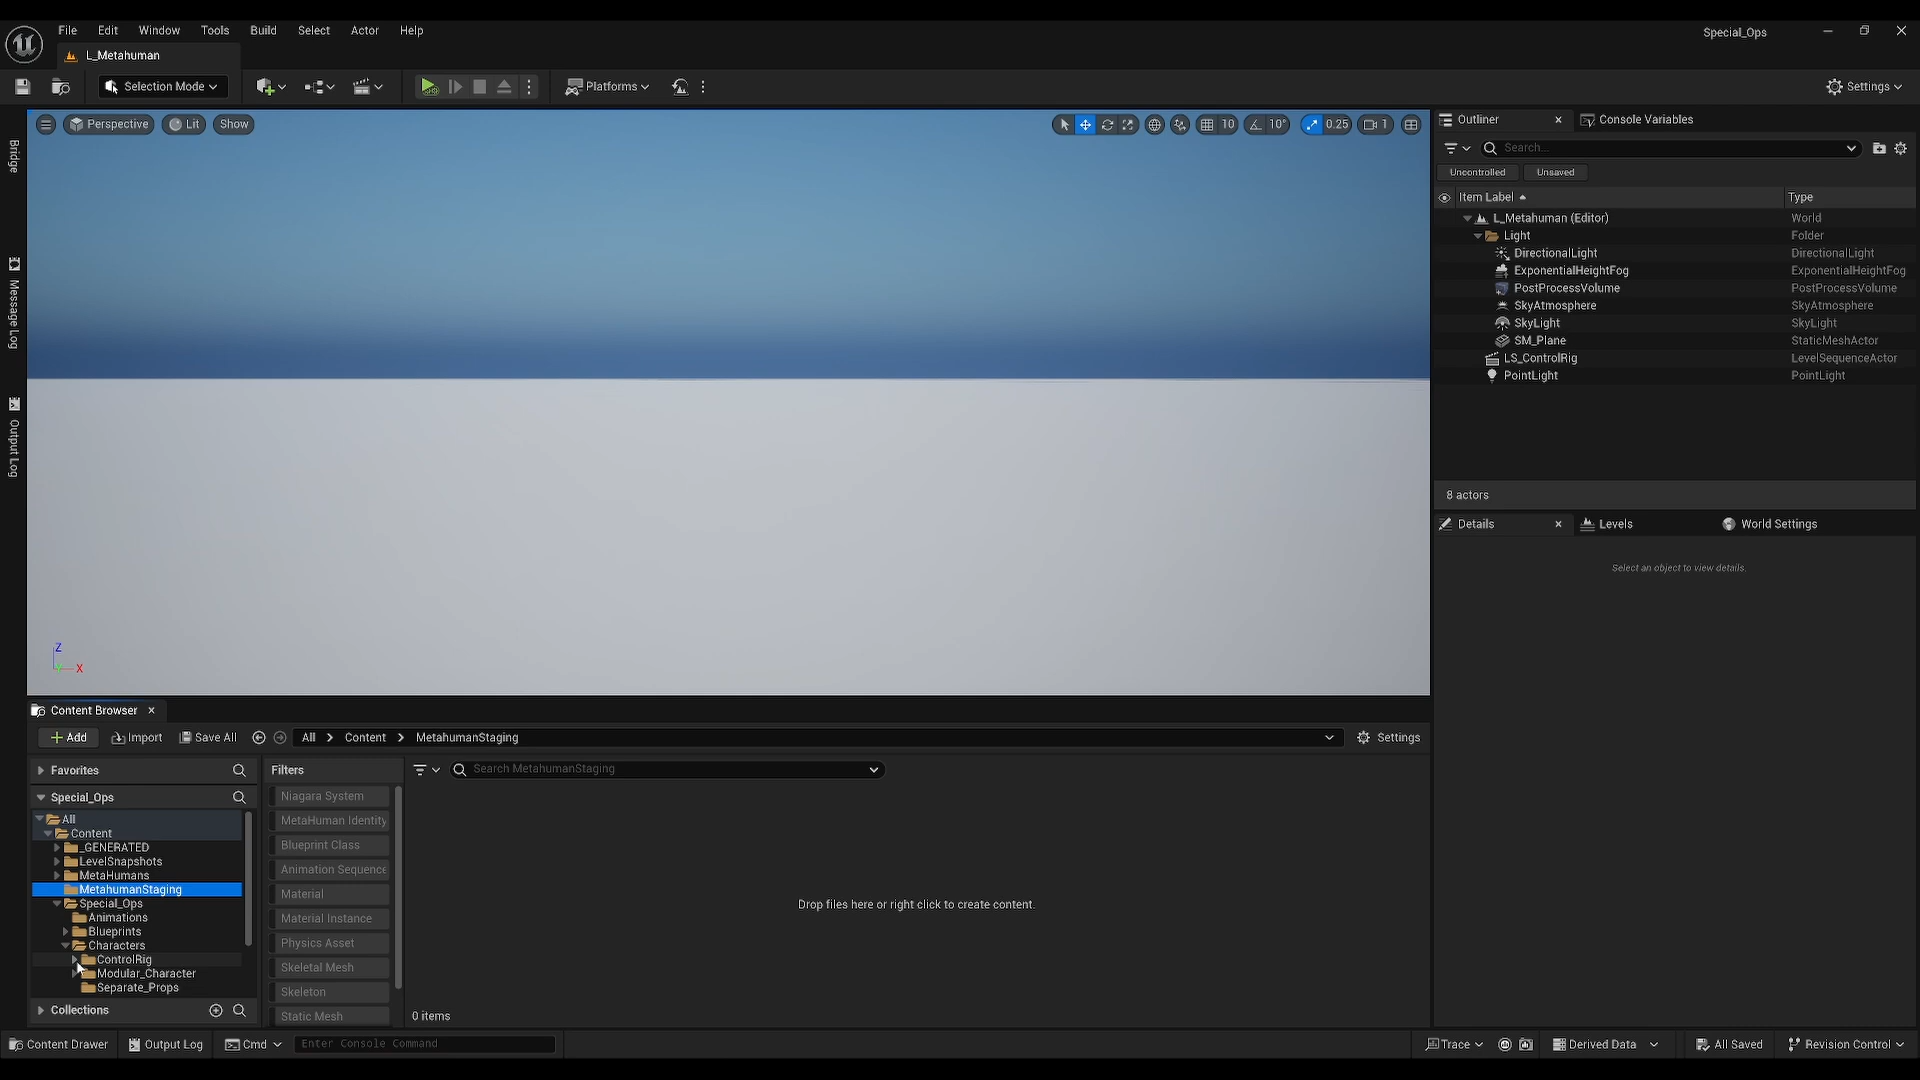 File Edit Window Tools Build Select Actor Help
Special_Ops
L_Metahuman
Selection Mode
Platforms
Settings
Perspective Lit Show
10 10° 0.25 1
Bridge
Message Log
Output Log
Z
X
Outliner Console Variables
Search...
Uncontrolled Unsaved
Item Label Type
L_Metahuman (Editor) World
Light Folder
DirectionalLight DirectionalLight
ExponentialHeightFog ExponentialHeightFog
PostProcessVolume PostProcessVolume
SkyAtmosphere SkyAtmosphere
SkyLight SkyLight
SM_Plane StaticMeshActor
LS_ControlRig LevelSequenceActor
PointLight PointLight
8 actors
Details Levels World Settings
Select an object to view details.
Content Browser
Add Import Save All All > Content > MetahumanStaging Settings
Favorites
Special_Ops
All
Content
_GENERATED
LevelSnapshots
MetaHumans
MetahumanStaging
Special_Ops
Animations
Blueprints
Characters
ControlRig
Modular_Character
Separate_Props
Collections
Filters
Niagara System
MetaHuman Identity
Blueprint Class
Animation Sequence
Material
Material Instance
Physics Asset
Skeletal Mesh
Skeleton
Static Mesh
Search MetahumanStaging
Drop files here or right click to create content.
0 items
Content Drawer Output Log Cmd Enter Console Command Trace Derived Data All Saved Revision Control